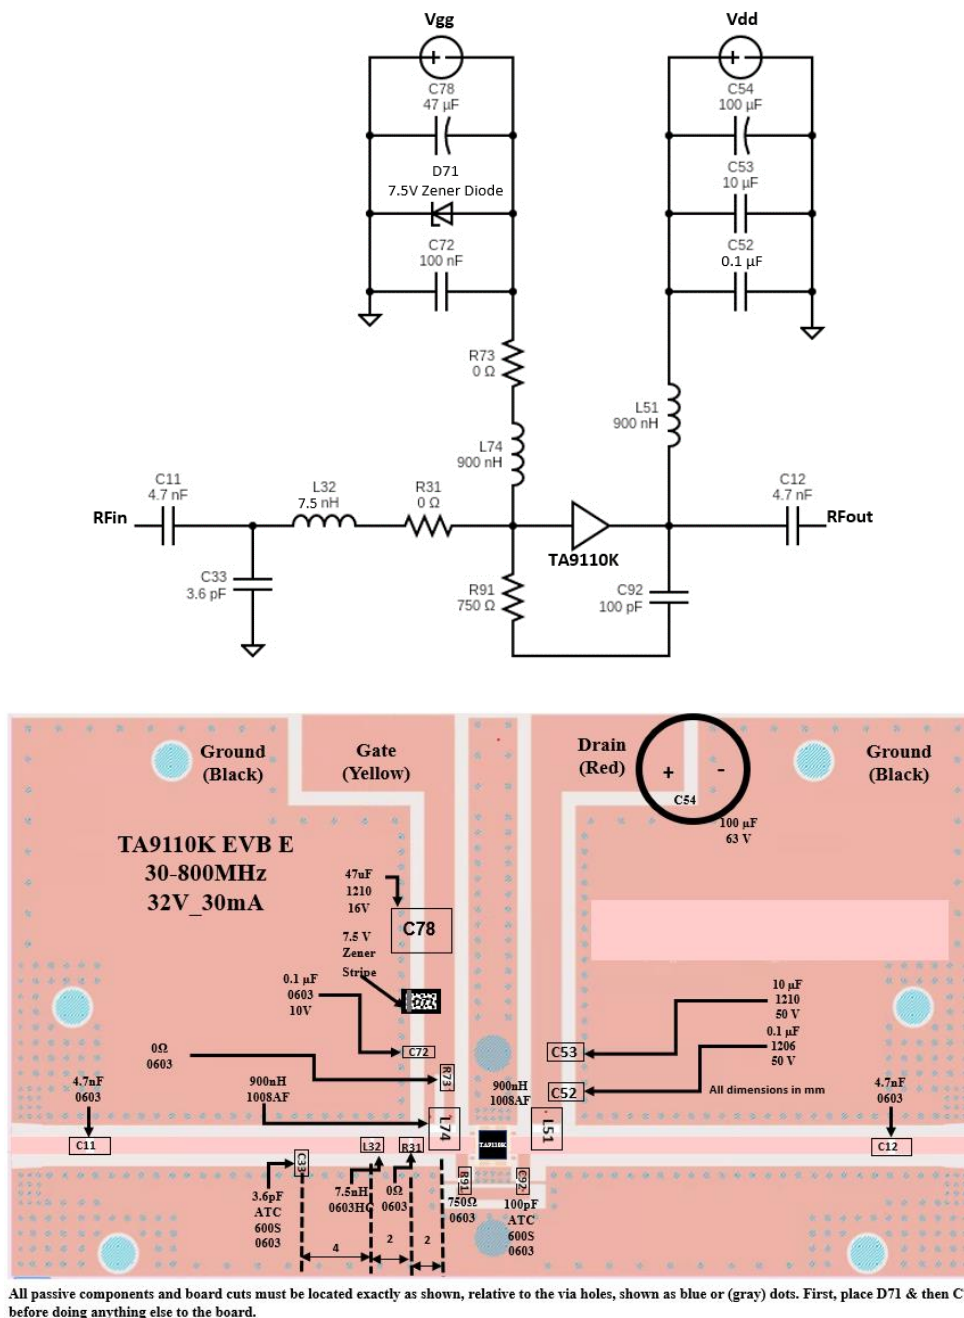 Vgg
Vdd
+ -
+ -
C78
47 µF
C54
100 µF
D71
7.5V Zener Diode
C53
10 µF
C72
100 nF
C52
0.1 µF
R73
0 Ω
L51
900 nH
L74
900 nH
C11
4.7 nF
L32
7.5 nH
R31
0 Ω
C12
4.7 nF
RFin
RFout
TA9110K
C33
3.6 pF
R91
750 Ω
C92
100 pF
Ground
(Black)
Gate
(Yellow)
Drain
(Red)
+ -
C54
Ground
(Black)
100 µF
63 V
TA9110K EVB E
30-800MHz
32V_30mA
47uF
1210
16V
C78
7.5 V
Zener
Stripe
0.1 µF
0603
10V
10 µF
1210
50 V
0.1 µF
1206
50 V
C72
C53
0Ω
0603
R73
C52
All dimensions in mm
4.7nF
0603
900nH
1008AF
900nH
1008AF
4.7nF
0603
L74
L51
C11
L32
R31
TA9110K
C12
C33
R91
C92
3.6pF
ATC
600S
0603
7.5nH
0603HC
0Ω
0603
750Ω
0603
100pF
ATC
600S
0603
4
2
2
All passive components and board cuts must be located exactly as shown, relative to the via holes, shown as blue or (gray) dots. First, place D71 & then C
before doing anything else to the board.